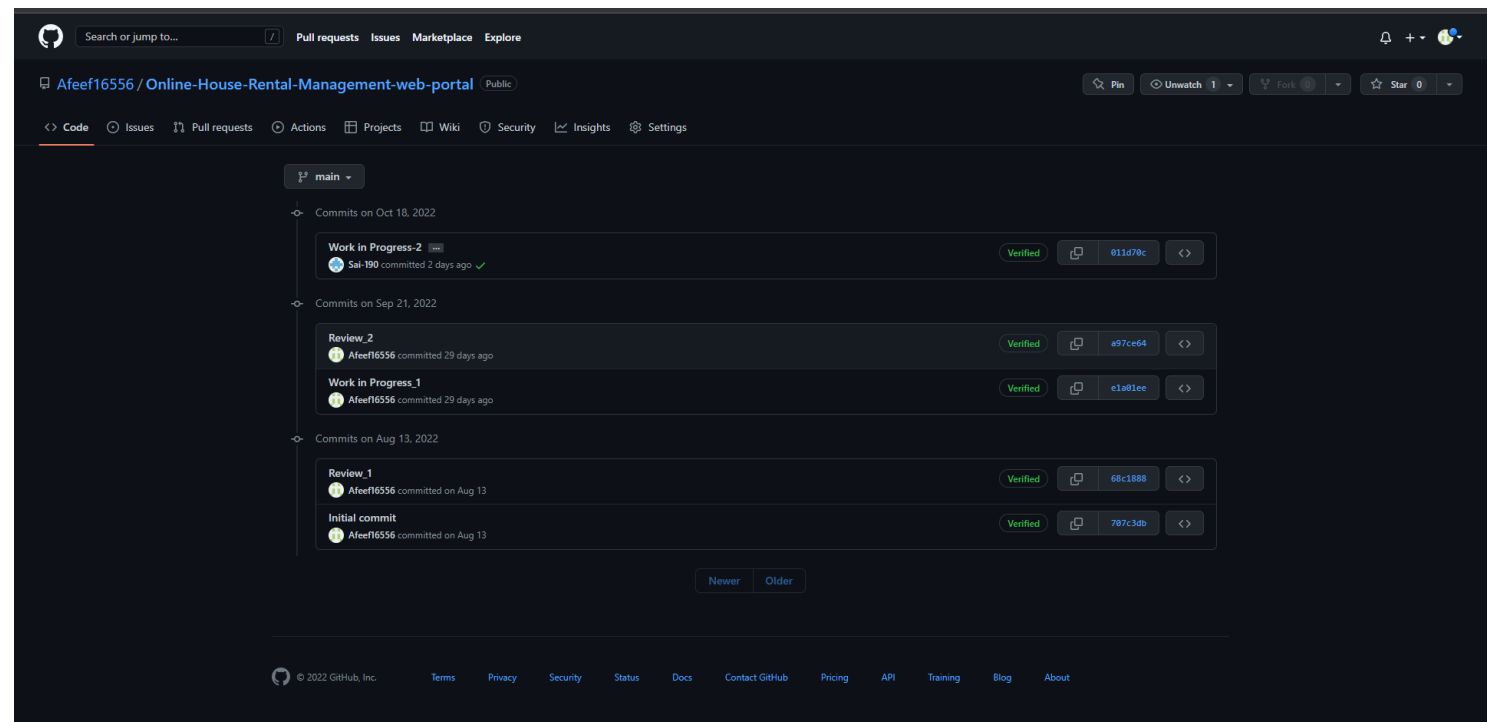 Search or jump to... / Pull requests Issues Marketplace Explore
Afeef16556 / Online-House-Rental-Management-web-portal Public Pin Unwatch 1 Fork 0 Star 0
Code Issues Pull requests Actions Projects Wiki Security Insights Settings
main
Commits on Oct 18, 2022
Work in Progress-2 ...
Sai-190 committed 2 days ago
Verified 011d70c
Commits on Sep 21, 2022
Review_2
Afeef16556 committed 29 days ago
Verified a97ce64
Work in Progress_1
Afeef16556 committed 29 days ago
Verified e1a01ee
Commits on Aug 13, 2022
Review_1
Afeef16556 committed on Aug 13
Verified 68c1888
Initial commit
Afeef16556 committed on Aug 13
Verified 707c3db
Newer Older
© 2022 GitHub, Inc. Terms Privacy Security Status Docs Contact GitHub Pricing API Training Blog About